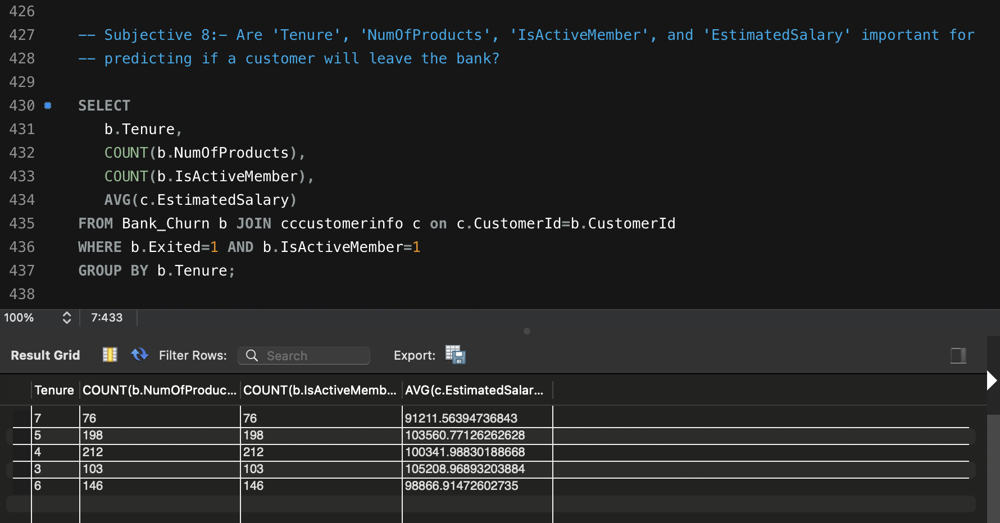 426
427 -- Subjective 8:- Are 'Tenure', 'NumOfProducts', 'IsActiveMember', and 'EstimatedSalary' important for
428 -- predicting if a customer will leave the bank?
429
430 SELECT
431 b.Tenure,
432 COUNT(b.NumOfProducts),
433 COUNT(b.IsActiveMember),
434 AVG(c.EstimatedSalary)
435 FROM Bank_Churn b JOIN cccustomerinfo c on c.CustomerId=b.CustomerId
436 WHERE b.Exited=1 AND b.IsActiveMember=1
437 GROUP BY b.Tenure;
438
100% 7:433
Result Grid Filter Rows: Search Export:
Tenure COUNT(b.NumOfProduc... COUNT(b.IsActiveMemb... AVG(c.EstimatedSalar...
7 76 76 91211.56394736843
5 198 198 103560.77126262628
4 212 212 100341.98830188668
3 103 103 105208.96893203884
6 146 146 98866.91472602735